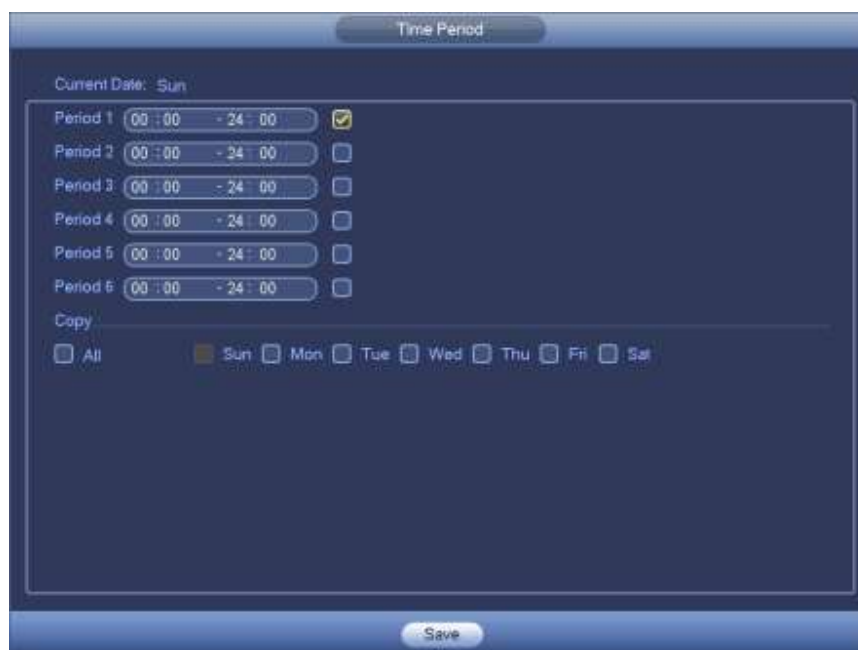 Time Period
Current Date: Sun
Period 1 00 : 00 - 24 : 00
Period 2 00 : 00 - 24 : 00
Period 3 00 : 00 - 24 : 00
Period 4 00 : 00 - 24 : 00
Period 5 00 : 00 - 24 : 00
Period 6 00 : 00 - 24 : 00
Copy
All Sun Mon Tue Wed Thu Fri Sat
Save